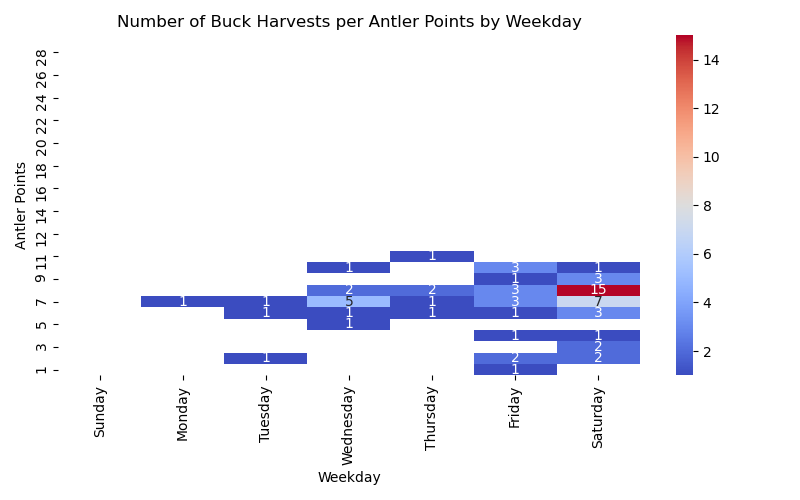 Number of Buck Harvests per Antler Points by Weekday
Antler Points
28
26
24
22
20
18
16
14
12
11
9
7
5
3
1
1
1 3 1
1 3
2 2 3 15
1 1 5 1 3 7
1 1 1 1 3
1
1 1
2
1 2 2
1
Sunday
Monday
Tuesday
Wednesday
Thursday
Friday
Saturday
Weekday
14
12
10
8
6
4
2